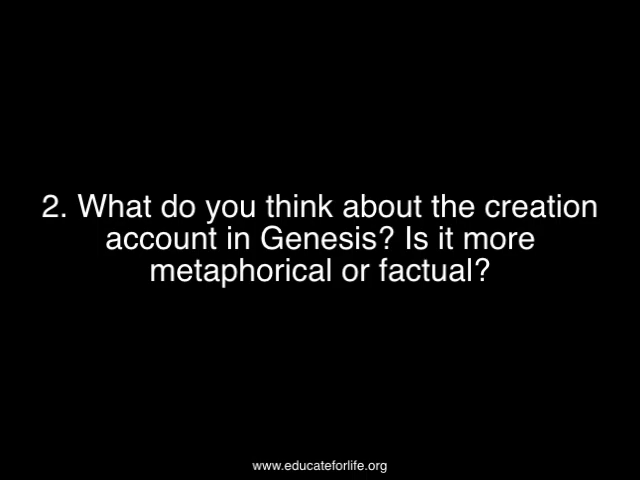 2. What do you think about the creation
account in Genesis? Is it more
metaphorical or factual?
www.educateforlife.org